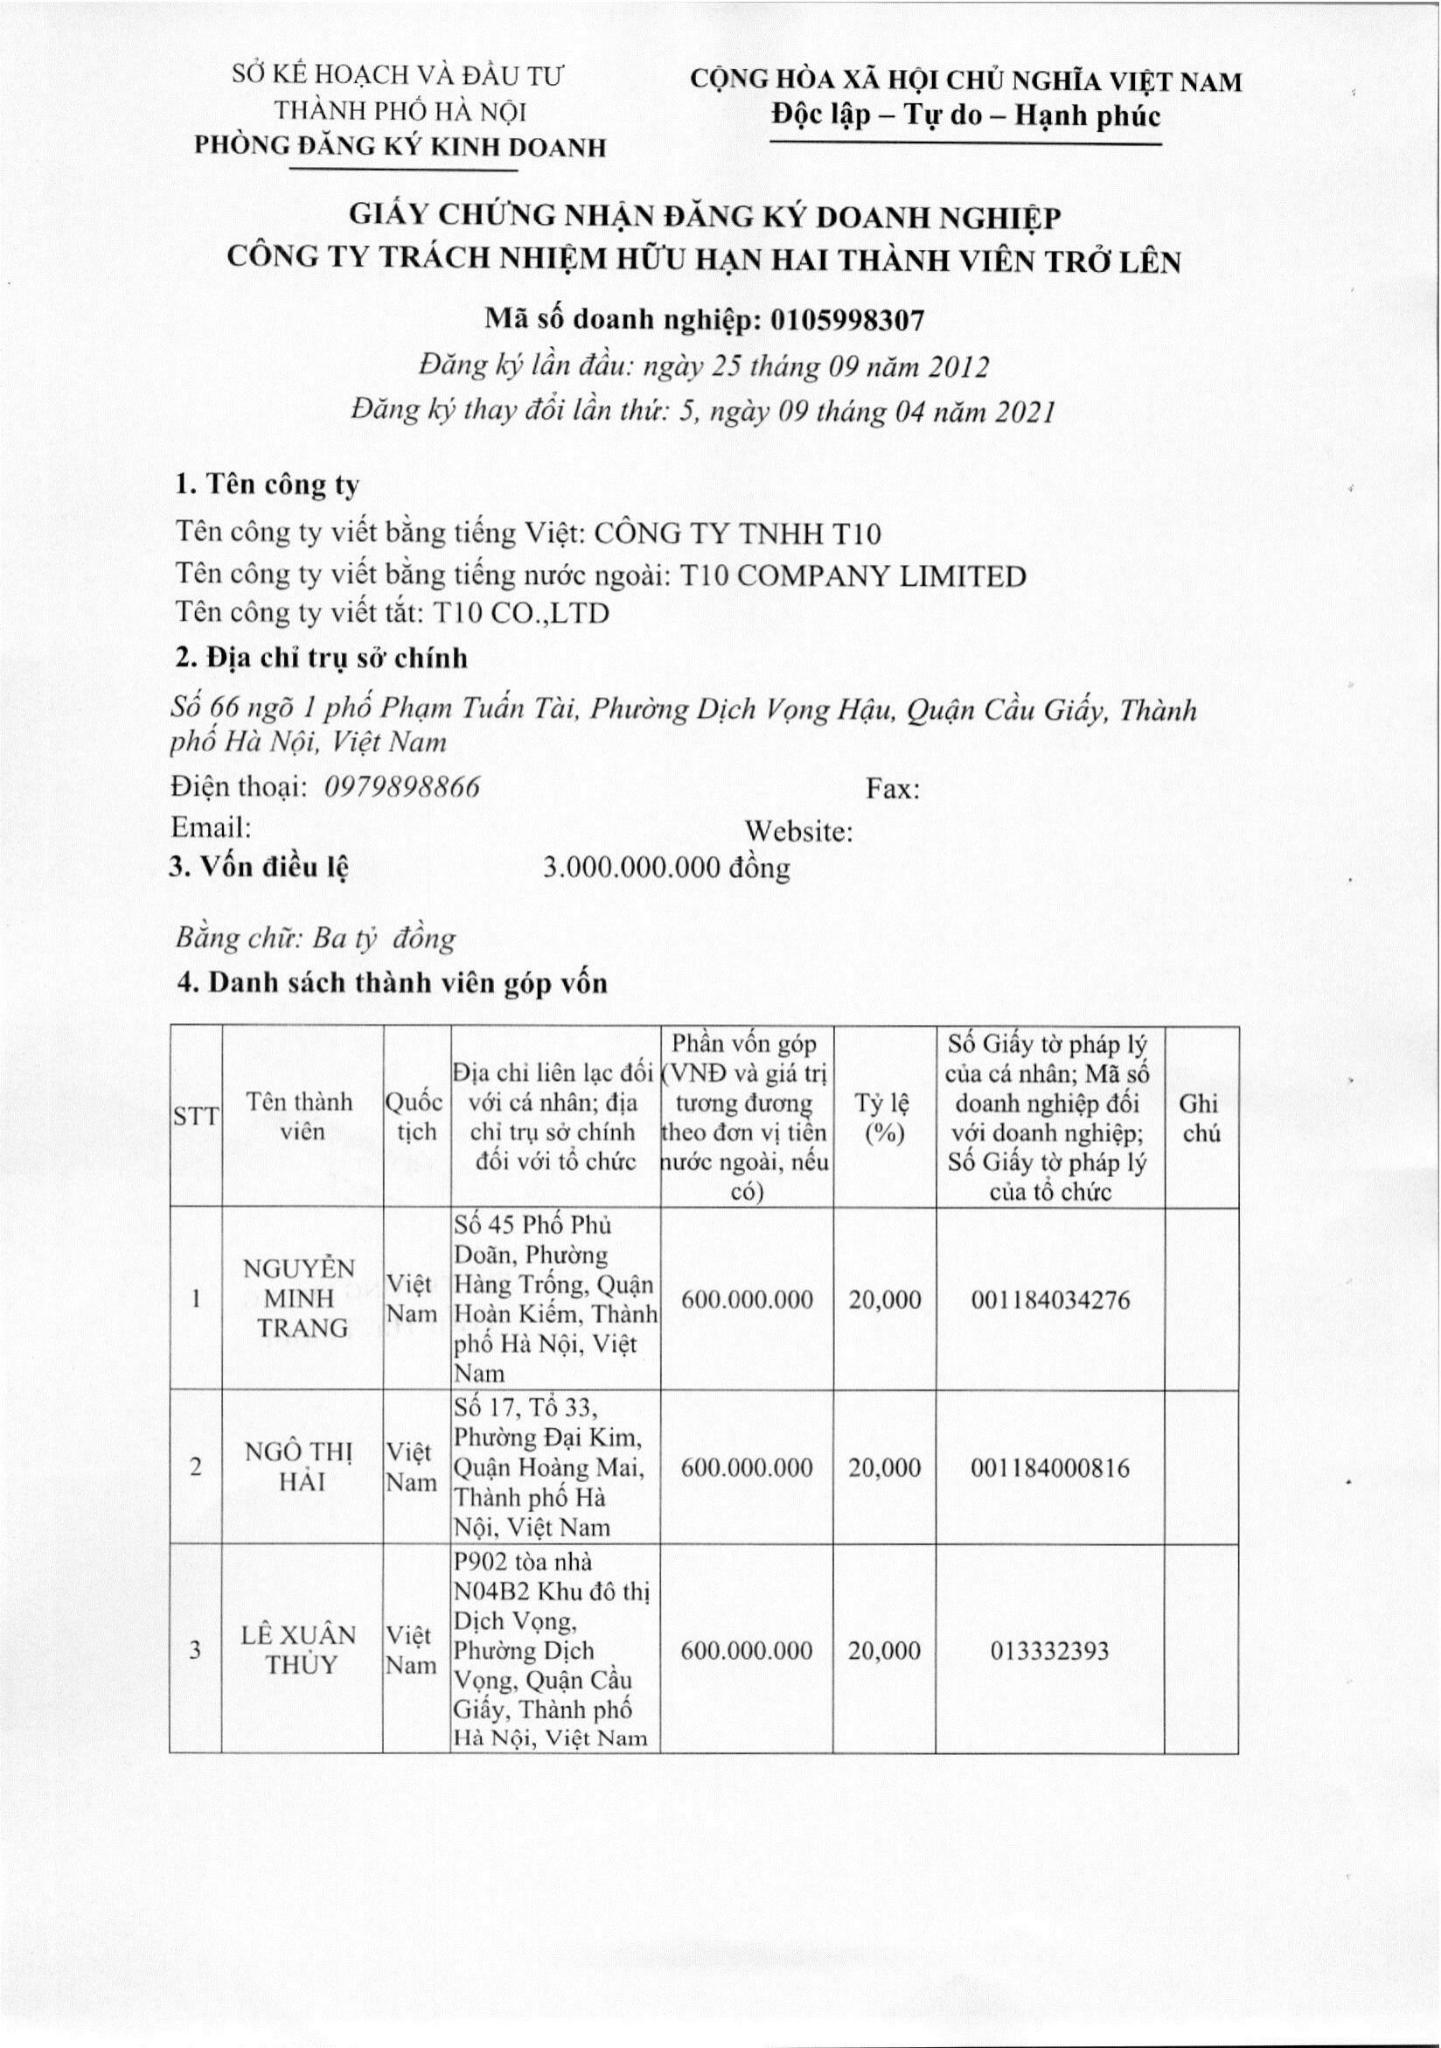 SỞ KẾ HOẠCH VÀ ĐẦU TƯ
THÀNH PHỐ HÀ NỘI
PHÒNG ĐĂNG KÝ KINH DOANH
CỘNG HÒA XÃ HỘI CHỦ NGHĨA VIỆT NAM
Độc lập – Tự do – Hạnh phúc
GIẤY CHỨNG NHẬN ĐĂNG KÝ DOANH NGHIỆP
CÔNG TY TRÁCH NHIỆM HỮU HẠN HAI THÀNH VIÊN TRỞ LÊN
Mã số doanh nghiệp: 0105998307
Đăng ký lần đầu: ngày 25 tháng 09 năm 2012
Đăng ký thay đổi lần thứ: 5, ngày 09 tháng 04 năm 2021
1. Tên công ty
Tên công ty viết bằng tiếng Việt: CÔNG TY TNHH T10
Tên công ty viết bằng tiếng nước ngoài: T10 COMPANY LIMITED
Tên công ty viết tắt: T10 CO.,LTD
2. Địa chỉ trụ sở chính
Số 66 ngõ 1 phố Phạm Tuấn Tài, Phường Dịch Vọng Hậu, Quận Cầu Giấy, Thành
phố Hà Nội, Việt Nam
Điện thoại: 0979898866 Fax:
Email: Website:
3. Vốn điều lệ 3.000.000.000 đồng
Bằng chữ: Ba tỷ đồng
4. Danh sách thành viên góp vốn
STT
Tên thành
viên
Quốc
tịch
Địa chỉ liên lạc đối
với cá nhân; địa
chỉ trụ sở chính
đối với tổ chức
Phần vốn góp
(VNĐ và giá trị
tương đương
theo đơn vị tiền
nước ngoài, nếu
có)
Tỷ lệ
(%)
Số Giấy tờ pháp lý
của cá nhân; Mã số
doanh nghiệp đối
với doanh nghiệp;
Số Giấy tờ pháp lý
của tổ chức
Ghi
chú
1
NGUYỄN
MINH
TRANG
Việt
Nam
Số 45 Phố Phủ
Doãn, Phường
Hàng Trống, Quận
Hoàn Kiếm, Thành
phố Hà Nội, Việt
Nam
600.000.000
20,000
001184034276
2
NGÔ THỊ
HẢI
Việt
Nam
Số 17, Tổ 33,
Phường Đại Kim,
Quận Hoàng Mai,
Thành phố Hà
Nội, Việt Nam
600.000.000
20,000
001184000816
3
LÊ XUÂN
THỦY
Việt
Nam
P902 tòa nhà
N04B2 Khu đô thị
Dịch Vọng,
Phường Dịch
Vọng, Quận Cầu
Giấy, Thành phố
Hà Nội, Việt Nam
600.000.000
20,000
013332393